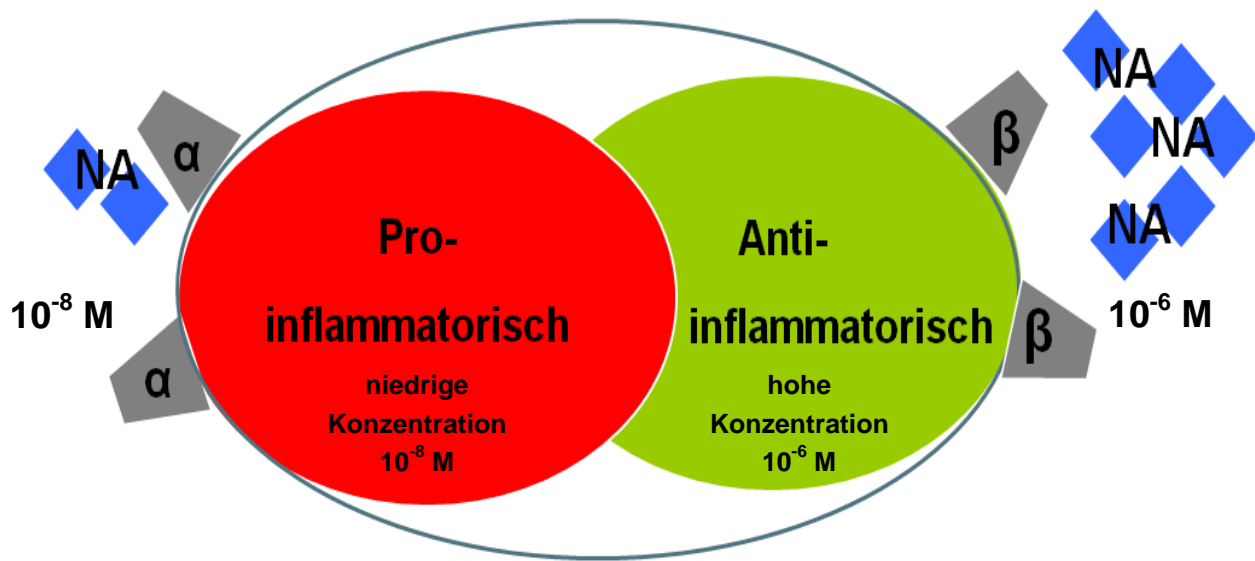 NA
α
10⁻⁸ M
α
Pro-
inflammatorisch
niedrige
Konzentration
10⁻⁸ M
Anti-
inflammatorisch
hohe
Konzentration
10⁻⁶ M
β
β
NA
NA
NA
10⁻⁶ M